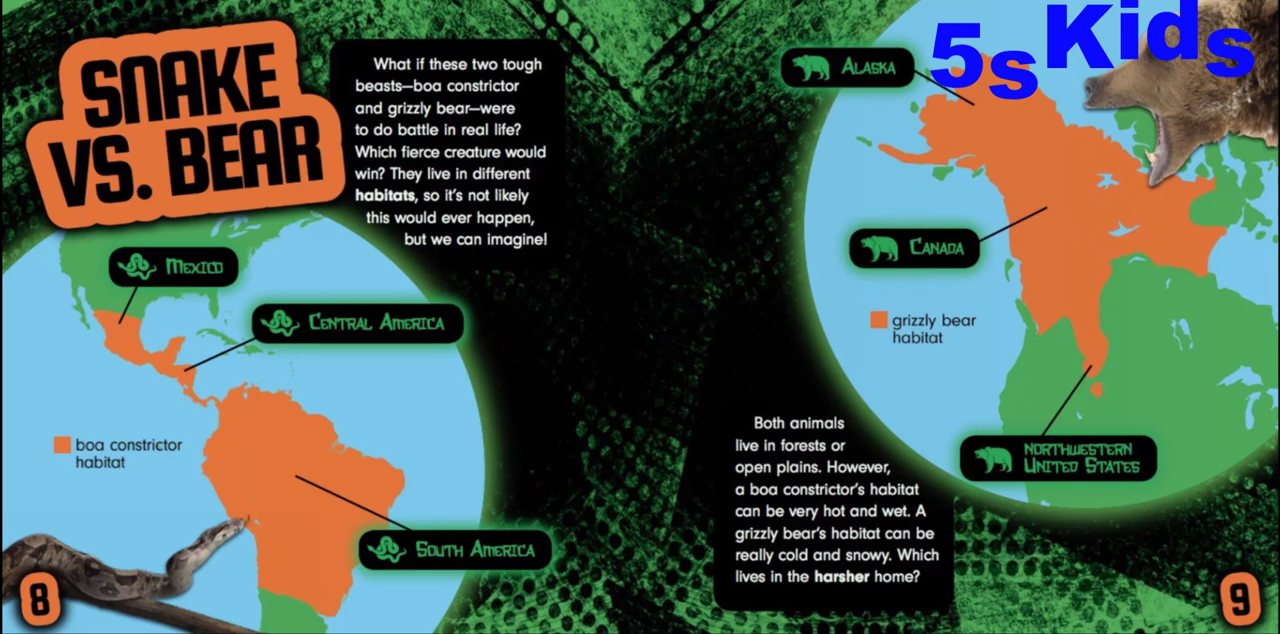 SNAKE
VS. BEAR
What if these two tough
beasts—boa constrictor
and grizzly bear—were
to do battle in real life?
Which fierce creature would
win? They live in different
habitats, so it's not likely
this would ever happen,
but we can imagine!
MEXICO
CENTRAL AMERICA
boa constrictor
habitat
SOUTH AMERICA
8
5sKids
ALASKA
CANADA
grizzly bear
habitat
NORTHWESTERN
UNITED STATES
Both animals
live in forests or
open plains. However,
a boa constrictor's habitat
can be very hot and wet. A
grizzly bear's habitat can be
really cold and snowy. Which
lives in the harsher home?
9